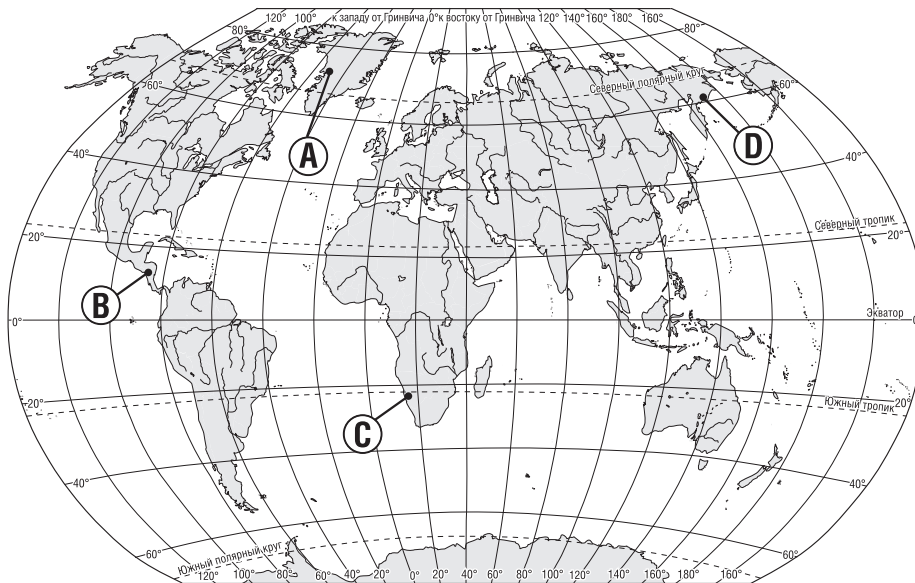 120° 100° к западу от Гринвича 0° к востоку от Гринвича 120° 140° 160° 160°
80° 80°
Северный полярный круг
60° 60°
A
D
40° 40°
Северный тропик
20° 20°
B
Экватор
0° 0
20° 20°
Южный тропик
C
40° 40°
60° 60°
Южный полярный круг
120° 100° 80° 60° 40° 20° 0° 20° 40° 60° 80° 100° 120° 140° 160° 180° 160°